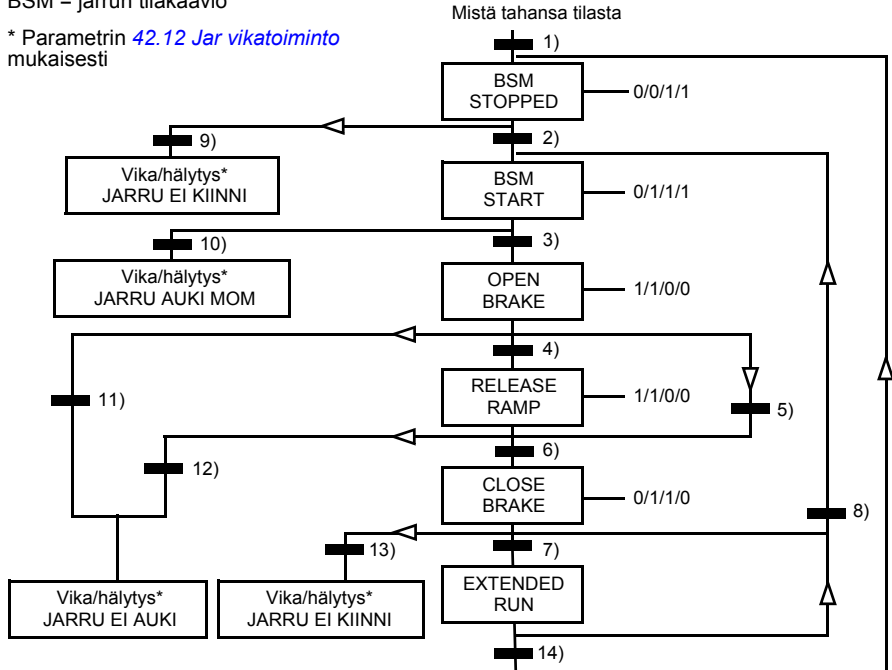 BSM = jarrun tilakaavio
* Parametrin 42.12 Jar vikatoiminto
mukaisesti
Mistä tahansa tilasta
1)
BSM
STOPPED
0/0/1/1
9)
2)
Vika/hälytys*
JARRU EI KIINNI
BSM
START
0/1/1/1
10)
3)
Vika/hälytys*
JARRU AUKI MOM
OPEN
BRAKE
1/1/0/0
4)
11)
RELEASE
RAMP
1/1/0/0
5)
12)
6)
CLOSE
BRAKE
0/1/1/0
8)
13)
7)
Vika/hälytys*
JARRU EI AUKI
Vika/hälytys*
JARRU EI KIINNI
EXTENDED
RUN
14)